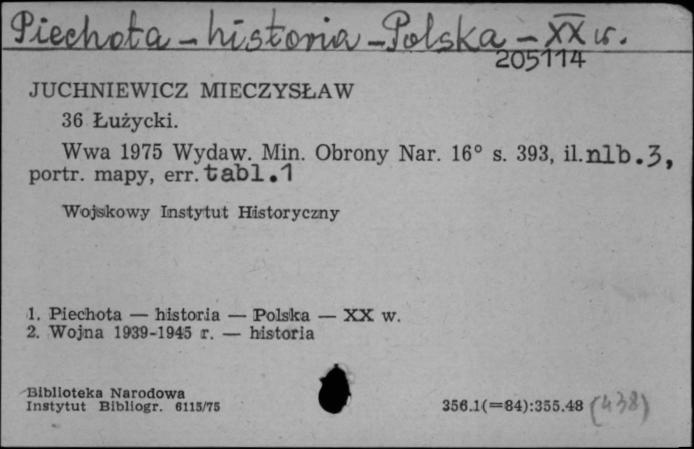 Piechota – historia – Polska – XX w.
205114
JUCHNIEWICZ MIECZYSŁAW
36 Łużycki.
Wwa 1975 Wydaw. Min. Obrony Nar. 16° s. 393, il. nlb.3,
portr. mapy, err. tabl.1
Wojskowy Instytut Historyczny
1. Piechota — historia — Polska — XX w.
2. Wojna 1939-1945 r. — historia
Biblioteka Narodowa
Instytut Bibliogr. 6115/75
356.1(=84):355.48 (438)